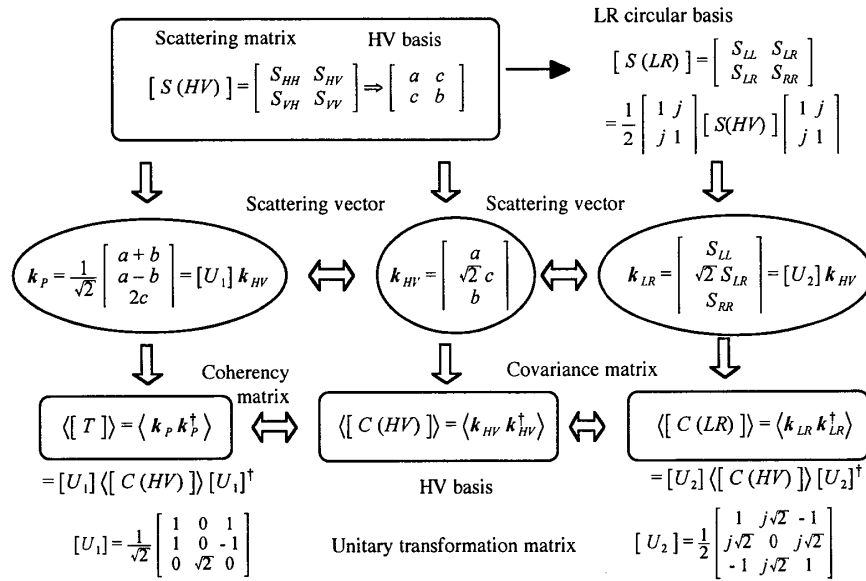 Scattering matrix HV basis
[ S (HV) ] = [ S_HH S_HV ; S_VH S_VV ] ⇒ [ a c ; c b ]
LR circular basis
[ S (LR) ] = [ S_LL S_LR ; S_LR S_RR ]
= 1/2 [ 1 j ; j 1 ] [ S(HV) ] [ 1 j ; j 1 ]
Scattering vector Scattering vector
k_P = 1/√2 [ a + b ; a - b ; 2c ] = [U_1] k_HV
k_HV = [ a ; √2 c ; b ]
k_LR = [ S_LL ; √2 S_LR ; S_RR ] = [U_2] k_HV
Coherency
matrix
Covariance matrix
⟨[ T ]⟩ = ⟨ k_P k_P^† ⟩
⟨[ C (HV) ]⟩ = ⟨k_HV k_HV^†⟩
⟨[ C (LR) ]⟩ = ⟨k_LR k_LR^†⟩
= [U_1] ⟨[ C (HV) ]⟩ [U_1]^†
HV basis
= [U_2] ⟨[ C (HV) ]⟩ [U_2]^†
[U_1] = 1/√2 [ 1 0 1 ; 1 0 -1 ; 0 √2 0 ]
Unitary transformation matrix
[ U_2 ] = 1/2 [ 1 j√2 -1 ; j√2 0 j√2 ; -1 j√2 1 ]